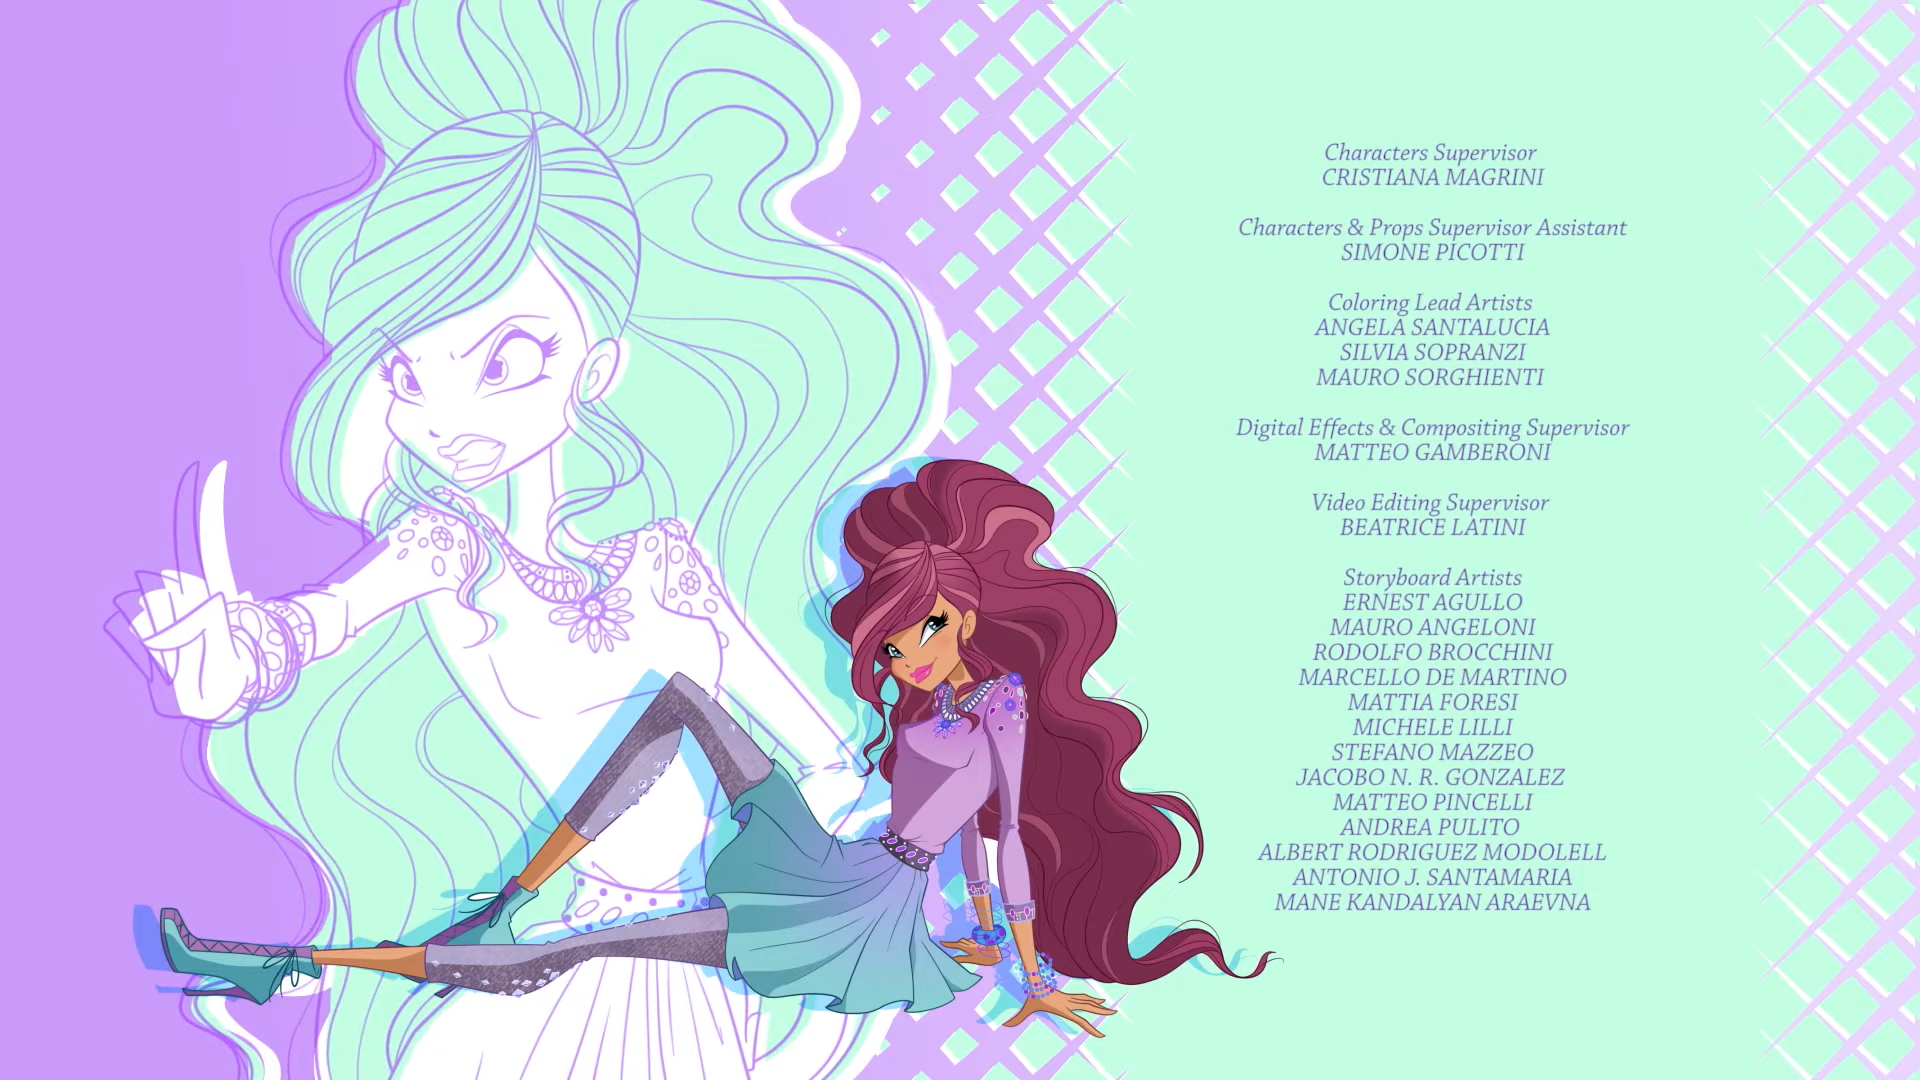 Characters Supervisor
CRISTIANA MAGRINI
Characters & Props Supervisor Assistant
SIMONE PICOTTI
Coloring Lead Artists
ANGELA SANTALUCIA
SILVIA SOPRANZI
MAURO SORGHIENTI
Digital Effects & Compositing Supervisor
MATTEO GAMBERONI
Video Editing Supervisor
BEATRICE LATINI
Storyboard Artists
ERNEST AGULLO
MAURO ANGELONI
RODOLFO BROCCHINI
MARCELLO DE MARTINO
MATTIA FORESI
MICHELE LILLI
STEFANO MAZZEO
JACOBO N. R. GONZALEZ
MATTEO PINCELLI
ANDREA PULITO
ALBERT RODRIGUEZ MODOLELL
ANTONIO J. SANTAMARIA
MANE KANDALYAN ARAEVNA